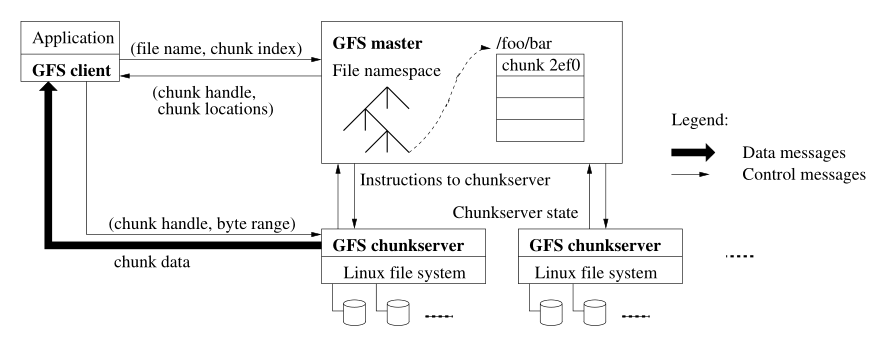 Application
GFS client
(file name, chunk index)
(chunk handle,
chunk locations)
GFS master
File namespace
/foo/bar
chunk 2ef0
Legend:
Data messages
Control messages
Instructions to chunkserver
Chunkserver state
(chunk handle, byte range)
chunk data
GFS chunkserver
Linux file system
GFS chunkserver
Linux file system